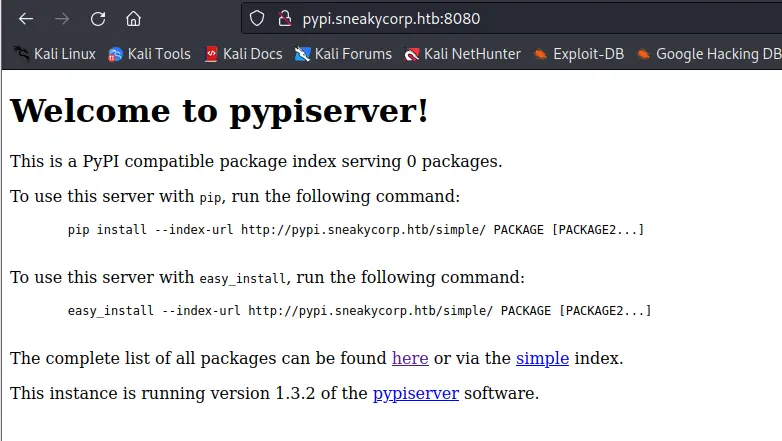 pypi.sneakycorp.htb:8080
Kali Linux Kali Tools Kali Docs Kali Forums Kali NetHunter Exploit-DB Google Hacking DB
Welcome to pypiserver!
This is a PyPI compatible package index serving 0 packages.
To use this server with pip, run the following command:
pip install --index-url http://pypi.sneakycorp.htb/simple/ PACKAGE [PACKAGE2...]
To use this server with easy_install, run the following command:
easy_install --index-url http://pypi.sneakycorp.htb/simple/ PACKAGE [PACKAGE2...]
The complete list of all packages can be found here or via the simple index.
This instance is running version 1.3.2 of the pypiserver software.